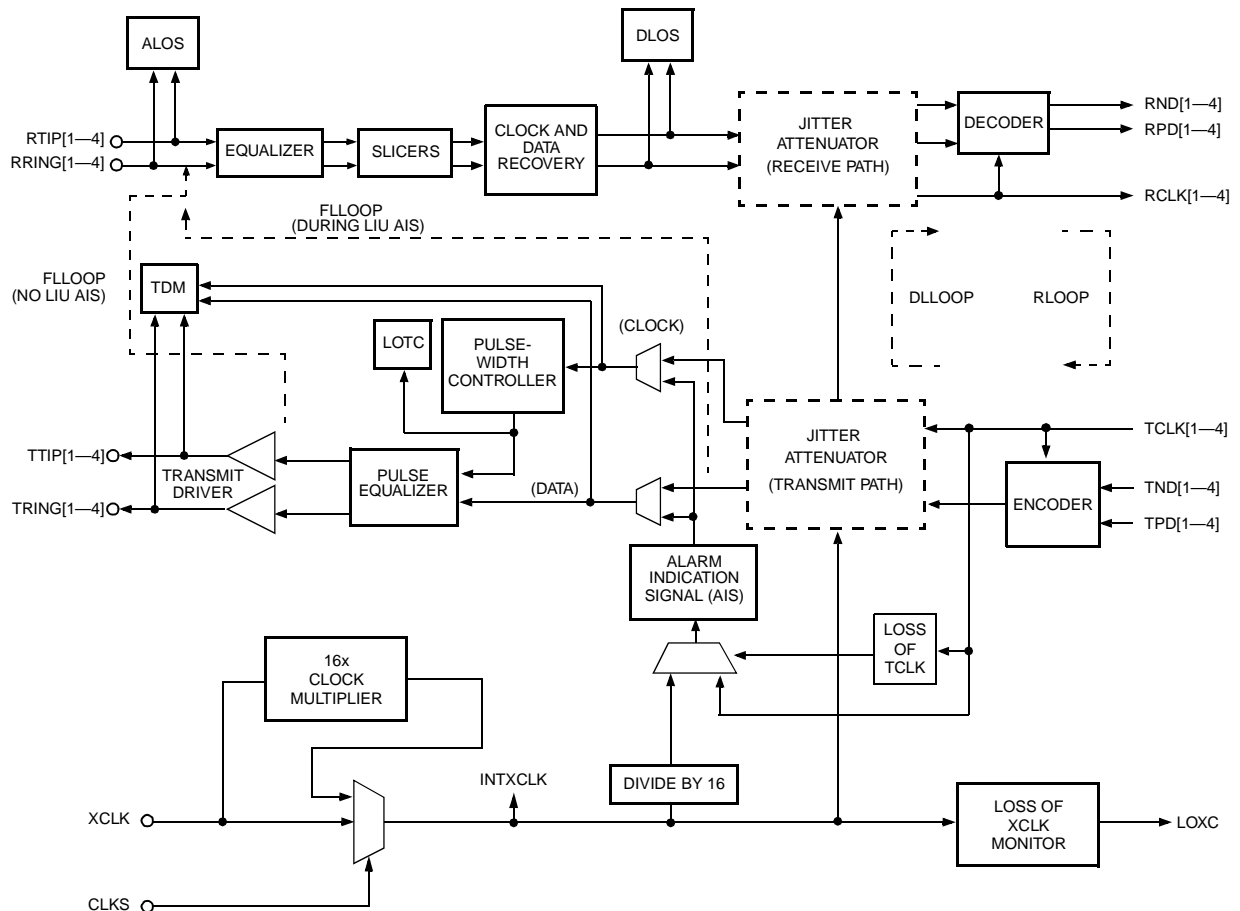 ALOS
DLOS
RTIP[1—4]
RRING[1—4]
EQUALIZER
SLICERS
CLOCK AND
DATA
RECOVERY
JITTER
ATTENUATOR
(RECEIVE PATH)
DECODER
RND[1—4]
RPD[1—4]
RCLK[1—4]
FLLOOP
(DURING LIU AIS)
FLLOOP
(NO LIU AIS)
TDM
DLLOOP
RLOOP
LOTC
PULSE-
WIDTH
CONTROLLER
(CLOCK)
TTIP[1—4]
TRANSMIT
DRIVER
TRING[1—4]
PULSE
EQUALIZER
(DATA)
JITTER
ATTENUATOR
(TRANSMIT PATH)
TCLK[1—4]
ENCODER
TND[1—4]
TPD[1—4]
ALARM
INDICATION
SIGNAL (AIS)
LOSS
OF
TCLK
16x
CLOCK
MULTIPLIER
INTXCLK
DIVIDE BY 16
XCLK
LOSS OF
XCLK
MONITOR
LOXC
CLKS